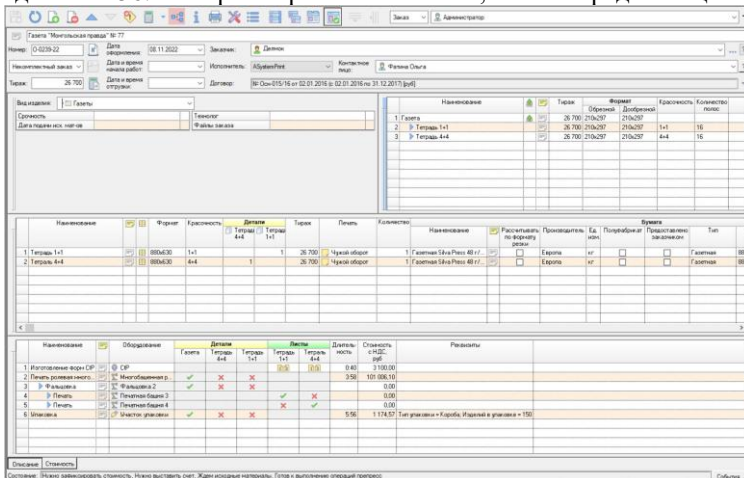 Заказ
Администратор
Газета "Монгольская правда" № 77
Номер: О-0239-22 Дата оформления: 08.11.2022 Заказчик: Делмок
Некомплектный заказ Дата и время начала работ: Исполнитель: ASystemPrint Контактное лицо: Фетина Ольга
Тираж: 26 700 Дата и время отгрузки: Договор:
Вид изделия: Газеты
Срочность Технолог
Дата подачи исх. мат-ов Файлы заказа
Наименование Тираж Формат Красочность Количество полос
Обрезной Дообрезной
1 Газета 26 700 210x297 210x297
2 Тетрадь 1+1 26 700 210x297 210x297 1+1 16
3 Тетрадь 4+4 26 700 210x297 210x297 4+4 16
Наименование Формат Красочность Детали Тираж Печать Количество Бумага
Тетрадь 4+4 Тетрадь 1+1 Наименование Рассчитывать по формату резки Производитель Ед. изм. Полуфабрикат Предоставлено заказчиком Тип
1 Тетрадь 1+1 880x630 1+1 1 26 700 Чужой оборот 1 Газетная Silva Press 48 г/... Европа кг Газетная
2 Тетрадь 4+4 880x630 4+4 1 26 700 Чужой оборот 1 Газетная Silva Press 48 г/... Европа кг Газетная
Наименование Оборудование Детали Листы Длительность Стоимость с НДС, руб Реквизиты
Газета Тетрадь 4+4 Тетрадь 1+1 Тетрадь 1+1 Тетрадь 4+4
1 Изготовление форм CtP CtP 0:40 3 100,00
2 Печать ролевая много... Многобашенная р... 3:58 101 086,10
3 Фальцовка Фальцовка 2 0,00
4 Печать Печатная башня 3 0,00
5 Печать Печатная башня 4 0,00
6 Упаковка Участок упаковки 5:56 1 174,57 Тип упаковки = Короба; Изделий в упаковке = 150
Описание Стоимость
Состояние: Нужно зафиксировать стоимость. Нужно выставить счет. Ждем исходные материалы. Готов к выполнению операций препресс
События